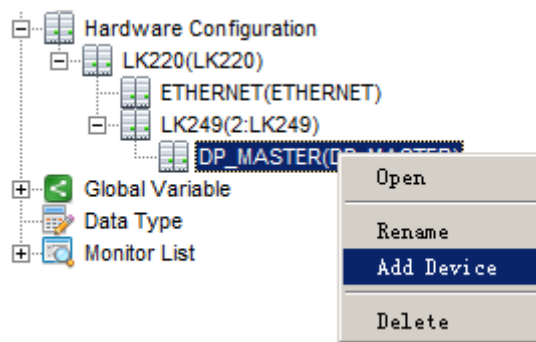 Hardware Configuration
LK220(LK220)
ETHERNET(ETHERNET)
LK249(2:LK249)
DP_MASTER(DP_MASTER)
Open
Global Variable
Rename
Data Type
Add Device
Monitor List
Delete